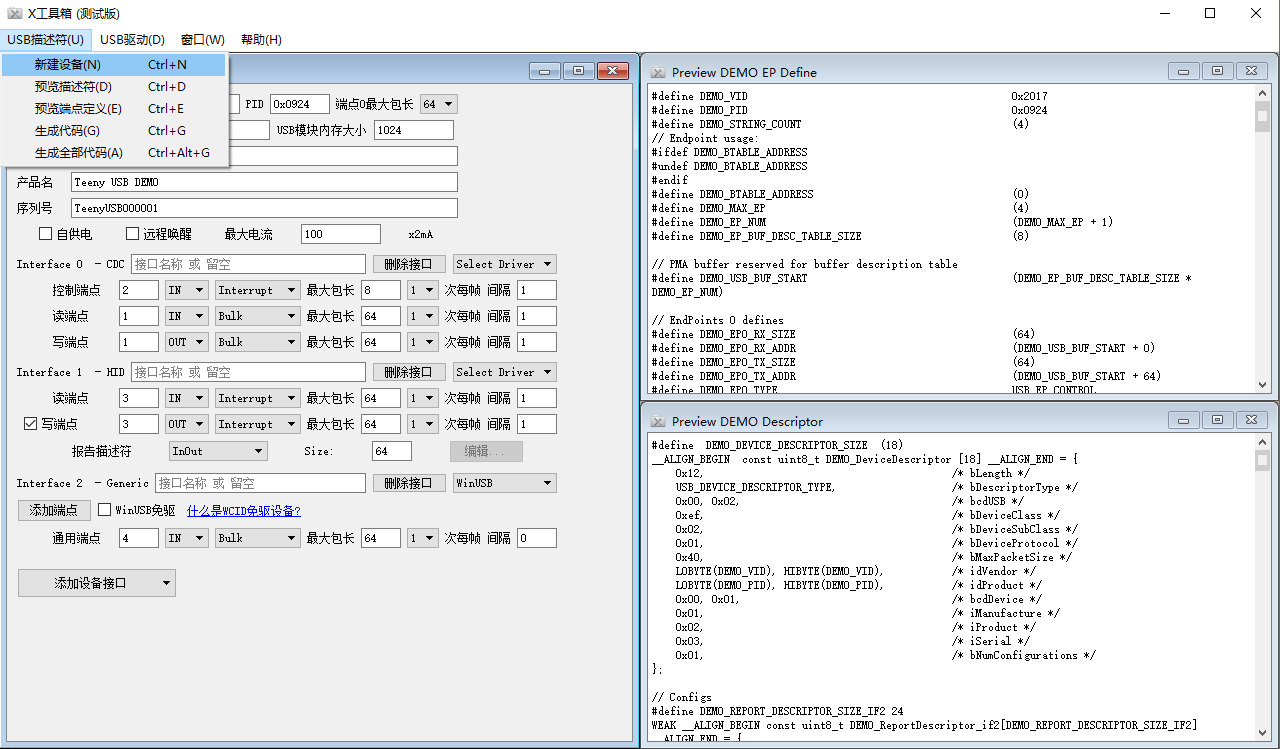 X工具箱 (测试版)
USB描述符(U) USB驱动(D) 窗口(W) 帮助(H)
新建设备(N) Ctrl+N
预览描述符(D) Ctrl+D
预览端点定义(E) Ctrl+E
生成代码(G) Ctrl+G
生成全部代码(A) Ctrl+Alt+G
PID 0x0924 端点0最大包长 64
USB模块内存大小 1024
产品名 Teeny USB DEMO
序列号 TeenyUSB000001
自供电 远程唤醒 最大电流 100 x2mA
Interface 0 - CDC 接口名称 或 留空 删除接口 Select Driver
控制端点 2 IN Interrupt 最大包长 8 1 次每帧 间隔 1
读端点 1 IN Bulk 最大包长 64 1 次每帧 间隔 1
写端点 1 OUT Bulk 最大包长 64 1 次每帧 间隔 1
Interface 1 - HID 接口名称 或 留空 删除接口 Select Driver
读端点 3 IN Interrupt 最大包长 64 1 次每帧 间隔 1
写端点 3 OUT Interrupt 最大包长 64 1 次每帧 间隔 1
报告描述符 InOut Size: 64 编辑...
Interface 2 - Generic 接口名称 或 留空 删除接口 WinUSB
添加端点 WinUSB免驱 什么是WCID免驱设备?
通用端点 4 IN Bulk 最大包长 64 1 次每帧 间隔 0
添加设备接口
Preview DEMO EP Define
#define DEMO_VID 0x2017
#define DEMO_PID 0x0924
#define DEMO_STRING_COUNT (4)
// Endpoint usage:
#ifdef DEMO_BTABLE_ADDRESS
#undef DEMO_BTABLE_ADDRESS
#endif
#define DEMO_BTABLE_ADDRESS (0)
#define DEMO_MAX_EP (4)
#define DEMO_EP_NUM (DEMO_MAX_EP + 1)
#define DEMO_EP_BUF_DESC_TABLE_SIZE (8)
// PMA buffer reserved for buffer description table
#define DEMO_USB_BUF_START (DEMO_EP_BUF_DESC_TABLE_SIZE *
DEMO_EP_NUM)
// EndPoints 0 defines
#define DEMO_EP0_RX_SIZE (64)
#define DEMO_EP0_RX_ADDR (DEMO_USB_BUF_START + 0)
#define DEMO_EP0_TX_SIZE (64)
#define DEMO_EP0_TX_ADDR (DEMO_USB_BUF_START + 64)
#define DEMO_EP0_TYPE USB_EP_CONTROL
Preview DEMO Descriptor
#define DEMO_DEVICE_DESCRIPTOR_SIZE (18)
__ALIGN_BEGIN const uint8_t DEMO_DeviceDescriptor [18] __ALIGN_END = {
0x12, /* bLength */
USB_DEVICE_DESCRIPTOR_TYPE, /* bDescriptorType */
0x00, 0x02, /* bcdUSB */
0xef, /* bDeviceClass */
0x02, /* bDeviceSubClass */
0x01, /* bDeviceProtocol */
0x40, /* bMaxPacketSize */
LOBYTE(DEMO_VID), HIBYTE(DEMO_VID), /* idVendor */
LOBYTE(DEMO_PID), HIBYTE(DEMO_PID), /* idProduct */
0x00, 0x01, /* bcdDevice */
0x01, /* iManufacture */
0x02, /* iProduct */
0x03, /* iSerial */
0x01, /* bNumConfigurations */
};
// Configs
#define DEMO_REPORT_DESCRIPTOR_SIZE_IF2 24
WEAK __ALIGN_BEGIN const uint8_t DEMO_ReportDescriptor_if2[DEMO_REPORT_DESCRIPTOR_SIZE_IF2]
__ALIGN_END = {